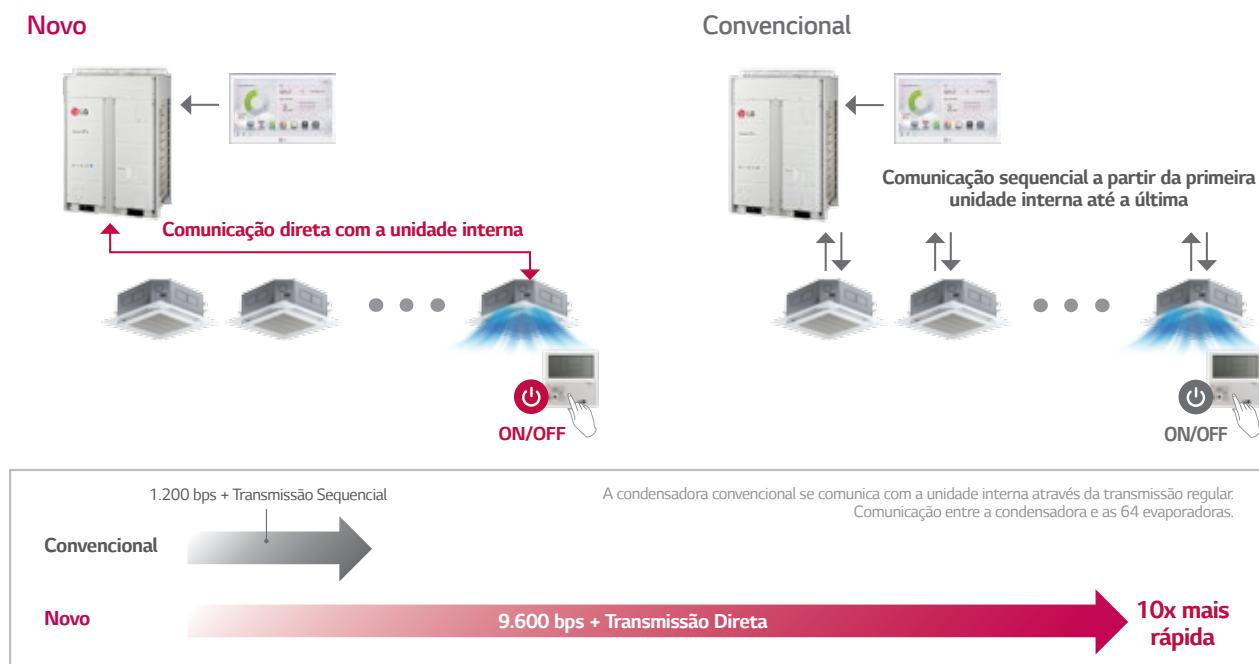 Novo
Convencional
LG
Comunicação direta com a unidade interna
Comunicação sequencial a partir da primeira
unidade interna até a última
ON/OFF
ON/OFF
1.200 bps + Transmissão Sequencial
A condensadora convencional se comunica com a unidade interna através da transmissão regular.
Comunicação entre a condensadora e as 64 evaporadoras.
Convencional
Novo
9.600 bps + Transmissão Direta
10x mais
rápida